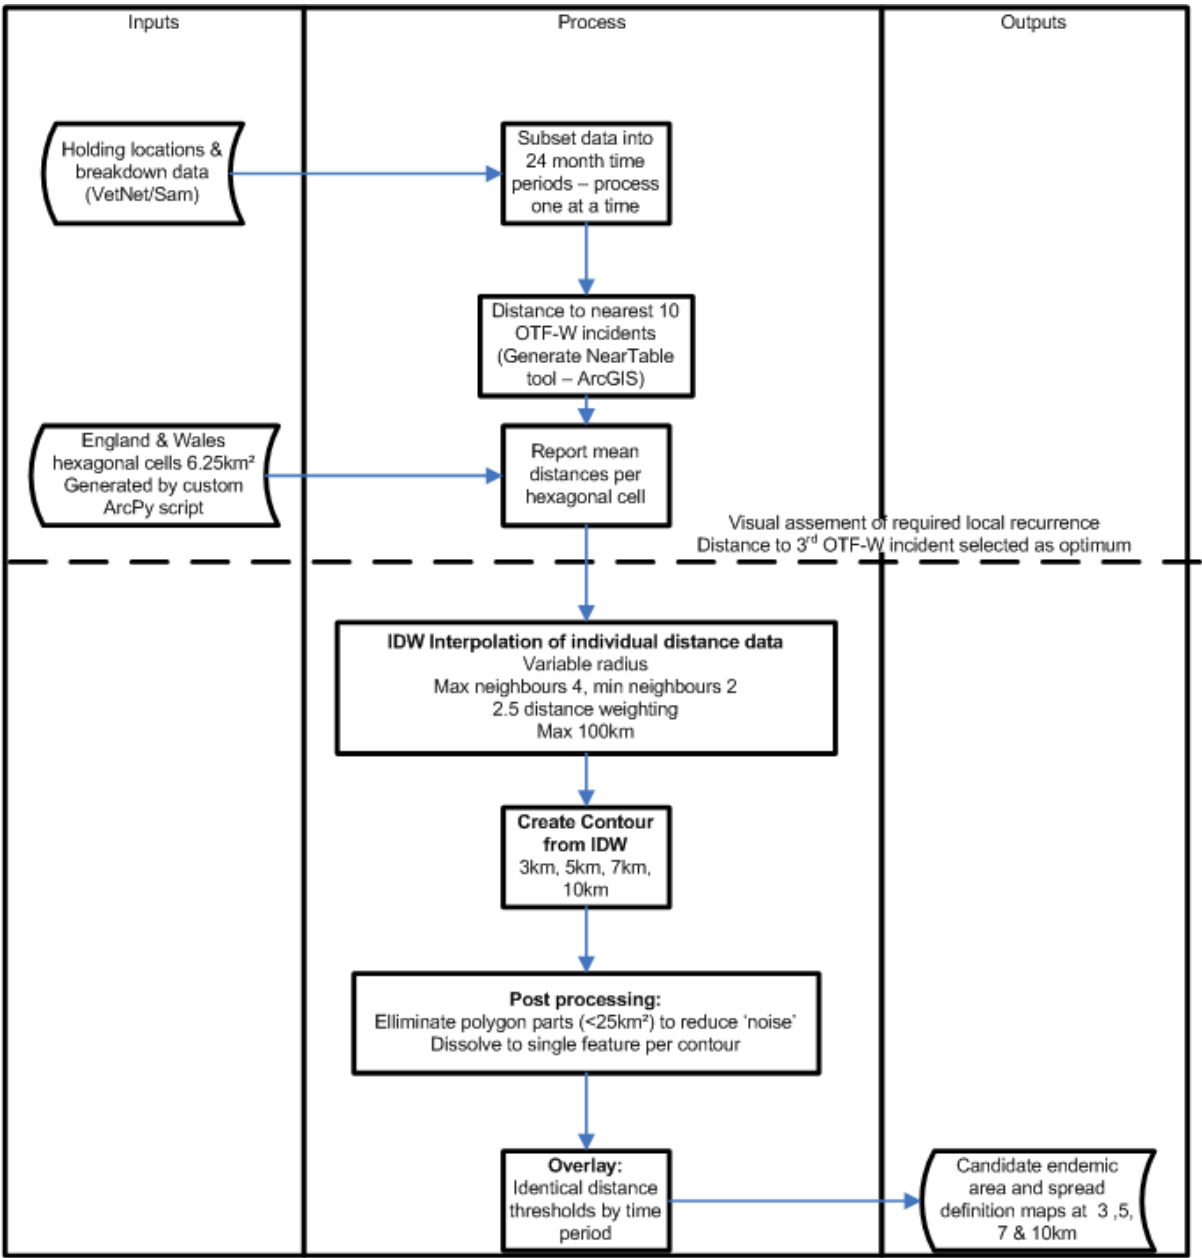 Inputs
Process
Outputs
Holding locations &
breakdown data
(VetNet/Sam)
Subset data into
24 month time
periods – process
one at a time
Distance to nearest 10
OTF-W incidents
(Generate NearTable
tool – ArcGIS)
England & Wales
hexagonal cells 6.25km²
Generated by custom
ArcPy script
Report mean
distances per
hexagonal cell
Visual assement of required local recurrence
Distance to 3rd OTF-W incident selected as optimum
IDW Interpolation of individual distance data
Variable radius
Max neighbours 4, min neighbours 2
2.5 distance weighting
Max 100km
Create Contour
from IDW
3km, 5km, 7km,
10km
Post processing:
Elliminate polygon parts (<25km²) to reduce ‘noise’
Dissolve to single feature per contour
Overlay:
Identical distance
thresholds by time
period
Candidate endemic
area and spread
definition maps at 3 ,5,
7 & 10km